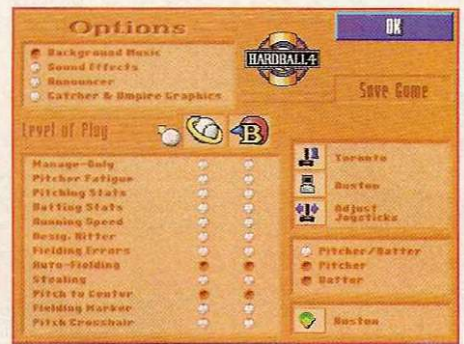 Options
OK
Background Music
Sound Effects
Announcer
Catcher & Umpire Graphics
HARDBALL 4
Save Game
Level of Play
B
Manage-Only
Pitcher Fatigue
Pitching Stats
Batting Stats
Running Speed
Desig. Hitter
Fielding Errors
Auto-Fielding
Stealing
Pitch to Center
Fielding Marker
Pitch Crosshair
Toronto
Boston
Adjust
Joysticks
Pitcher/Batter
Pitcher
Batter
Boston